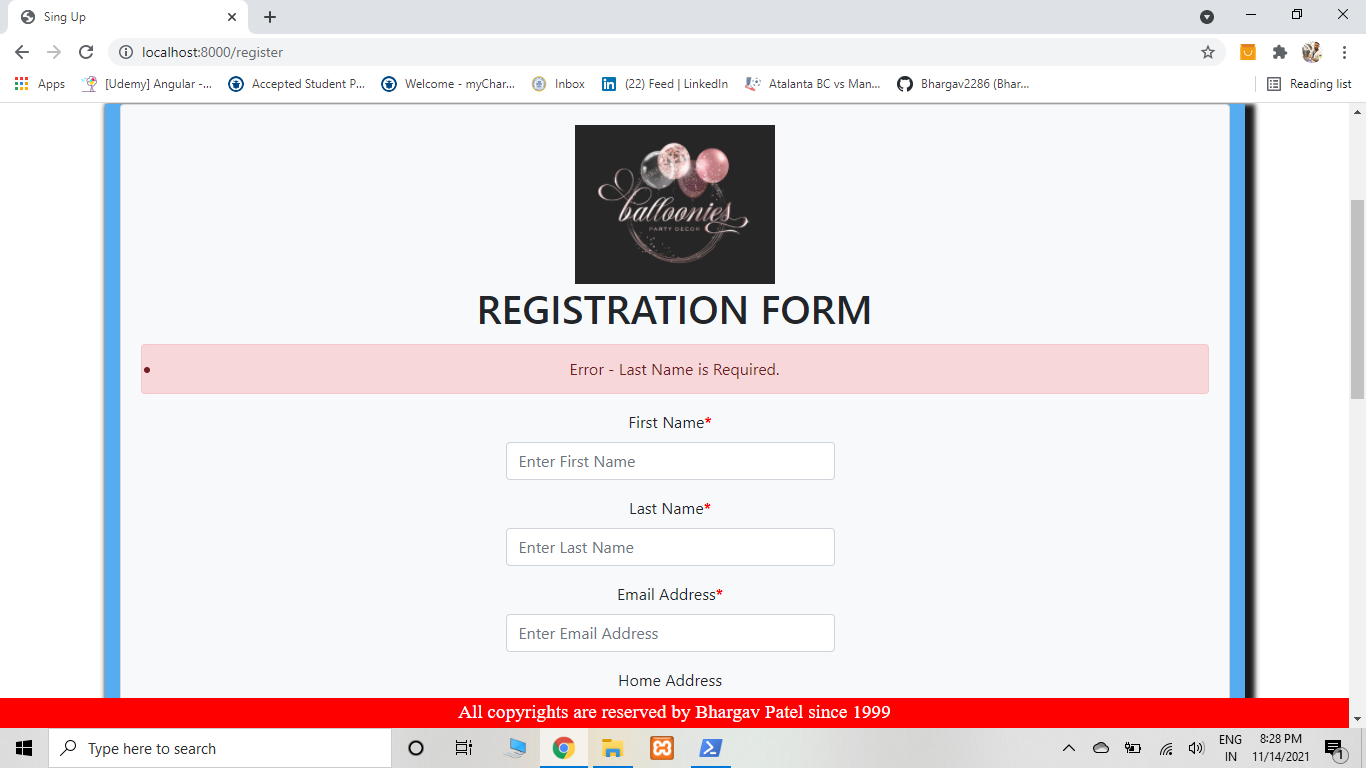 Sing Up
localhost:8000/register
Apps
[Udemy] Angular -...
Accepted Student P...
Welcome - myChar...
Inbox
(22) Feed | LinkedIn
Atalanta BC vs Man...
Bhargav2286 (Bhar...
Reading list
balloonies
PARTY DECOR
REGISTRATION FORM
Error - Last Name is Required.
First Name*
Enter First Name
Last Name*
Enter Last Name
Email Address*
Enter Email Address
Home Address
All copyrights are reserved by Bhargav Patel since 1999
Type here to search
ENG
IN
8:28 PM
11/14/2021
1